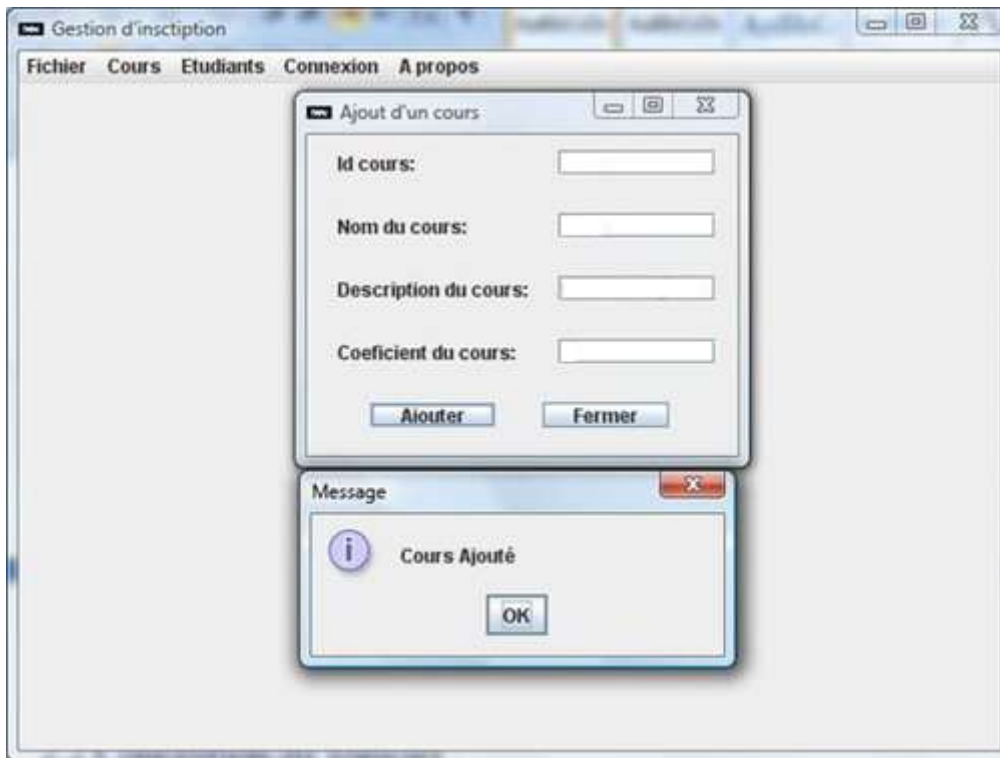 Gestion d'insctiption
Fichier Cours Etudiants Connexion A propos
Ajout d'un cours
Id cours:
Nom du cours:
Description du cours:
Coeficient du cours:
Ajouter Fermer
Message
Cours Ajouté
OK